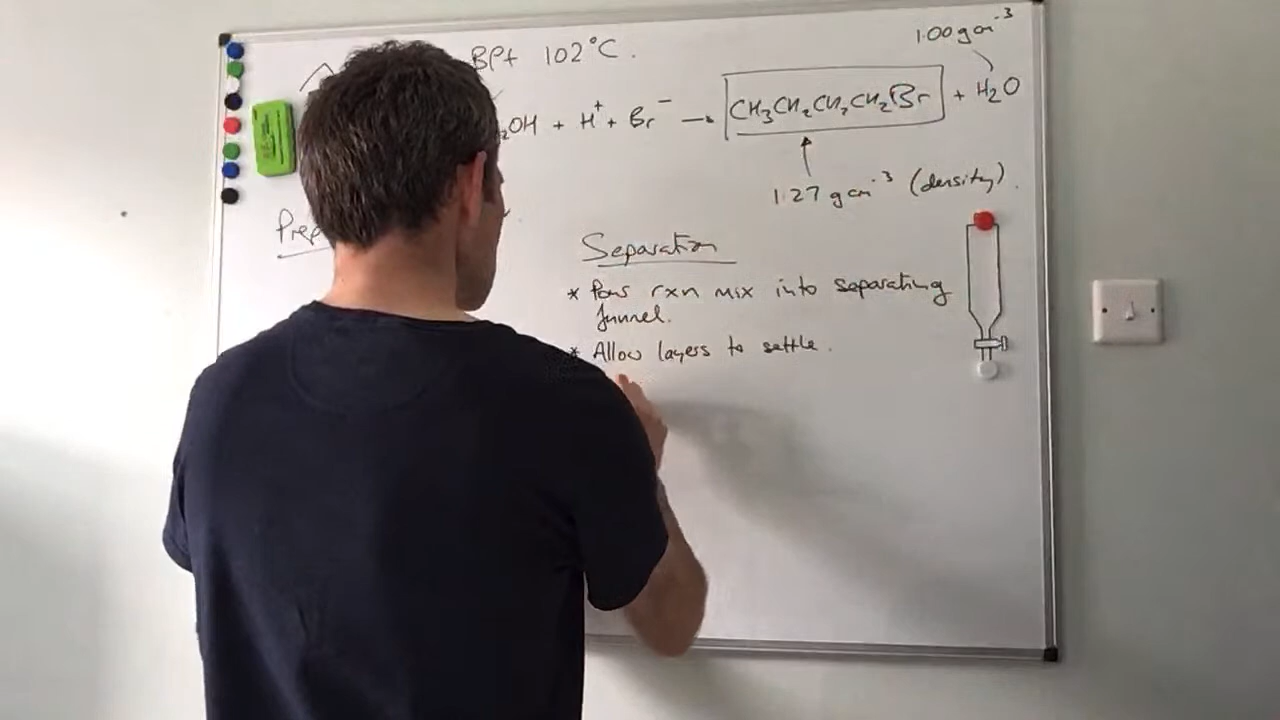 BPt 102°C.
1.00 g cm⁻³
₂OH + H⁺ + Br⁻ → CH₃CH₂CH₂CH₂Br + H₂O
1.27 g cm⁻³ (density).
Prep
Separation
* Pour rxn mix into separating
funnel.
* Allow layers to settle.